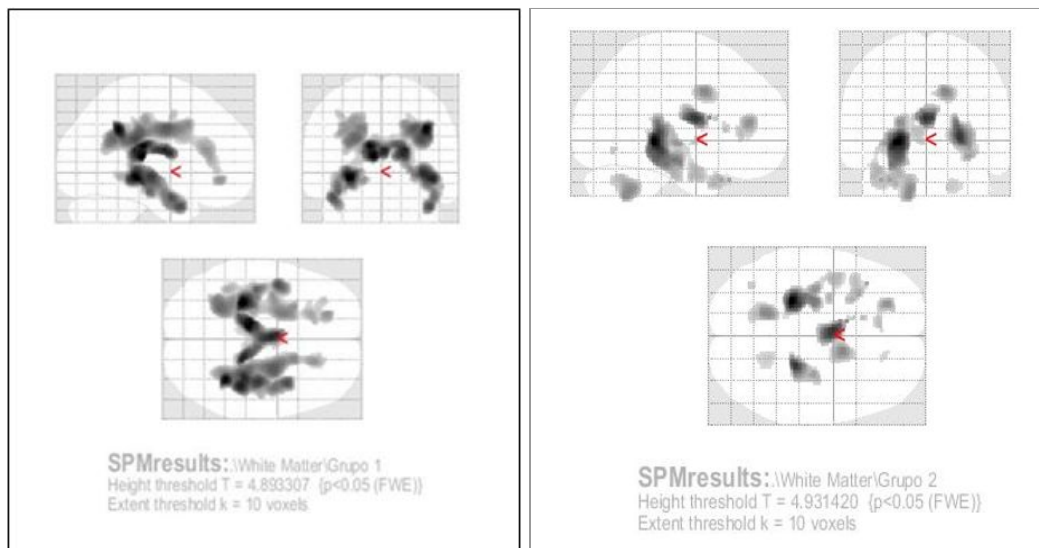 SPMresults:.\White Matter\Grupo 1
Height threshold T = 4.893307 {p<0.05 (FWE)}
Extent threshold k = 10 voxels
SPMresults:.\White Matter\Grupo 2
Height threshold T = 4.931420 {p<0.05 (FWE)}
Extent threshold k = 10 voxels